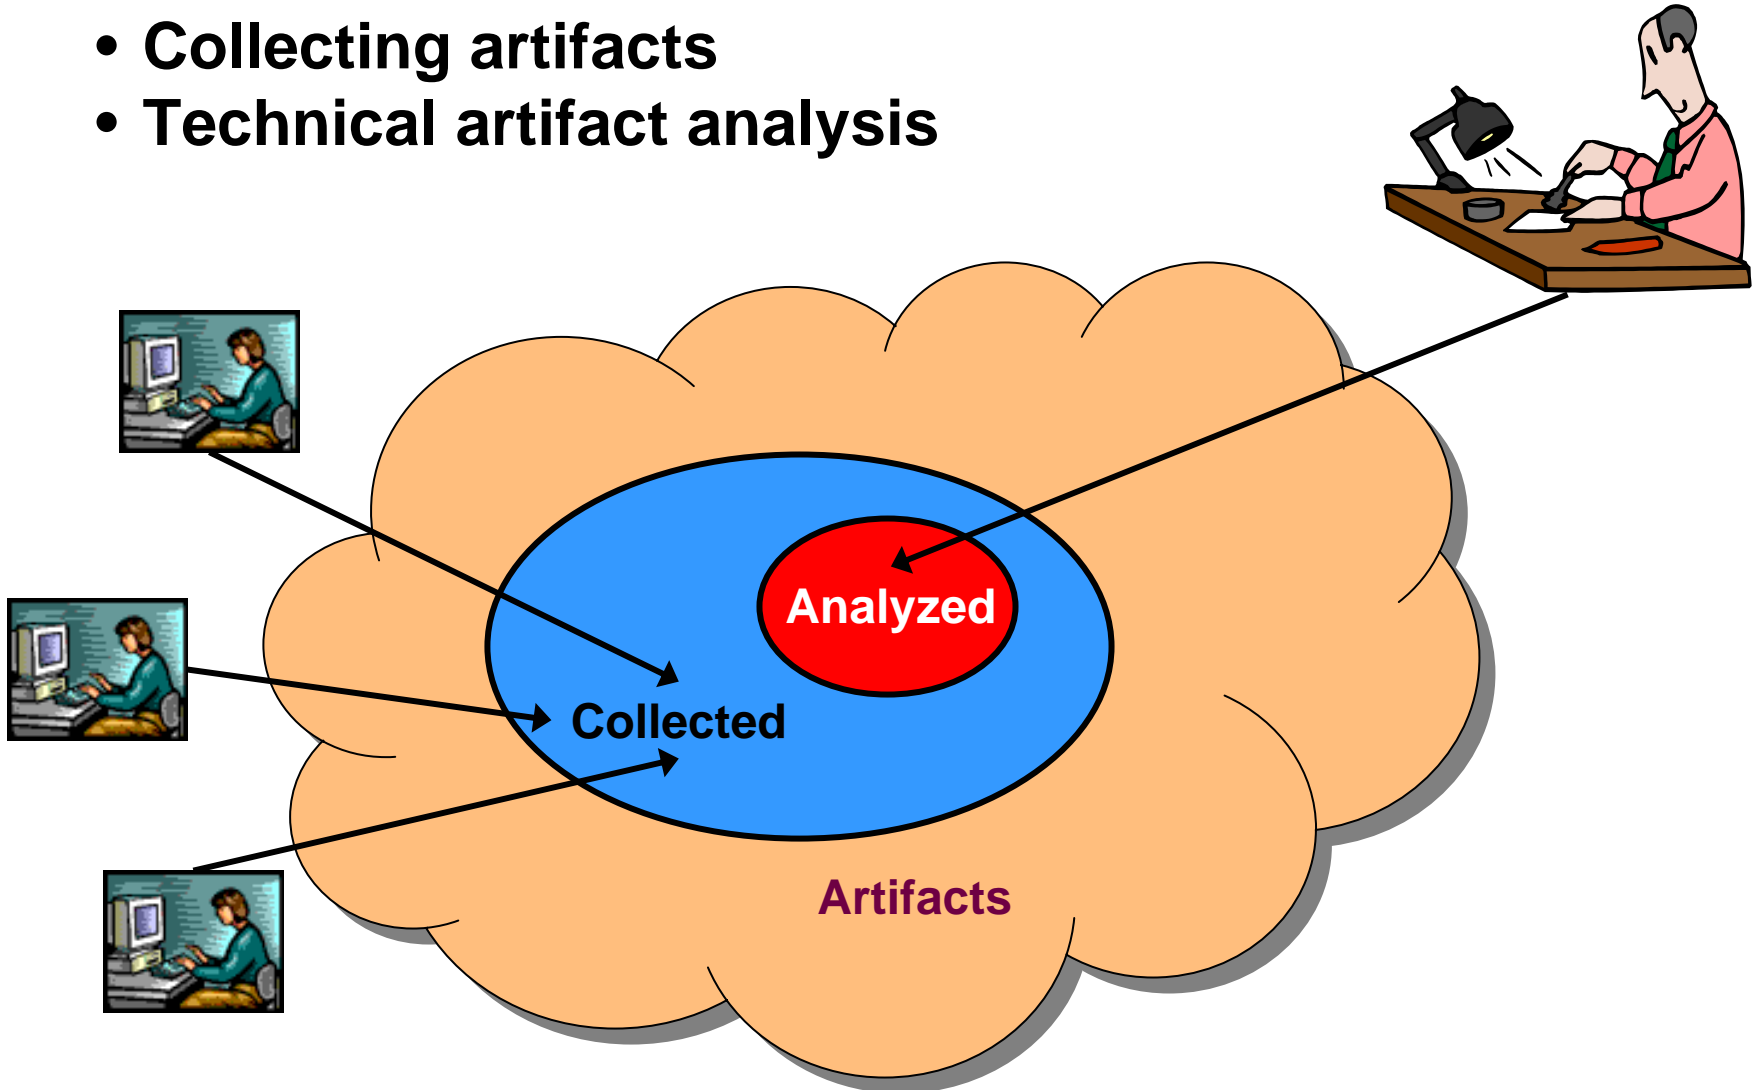 • Collecting artifacts
• Technical artifact analysis
Analyzed
Collected
Artifacts